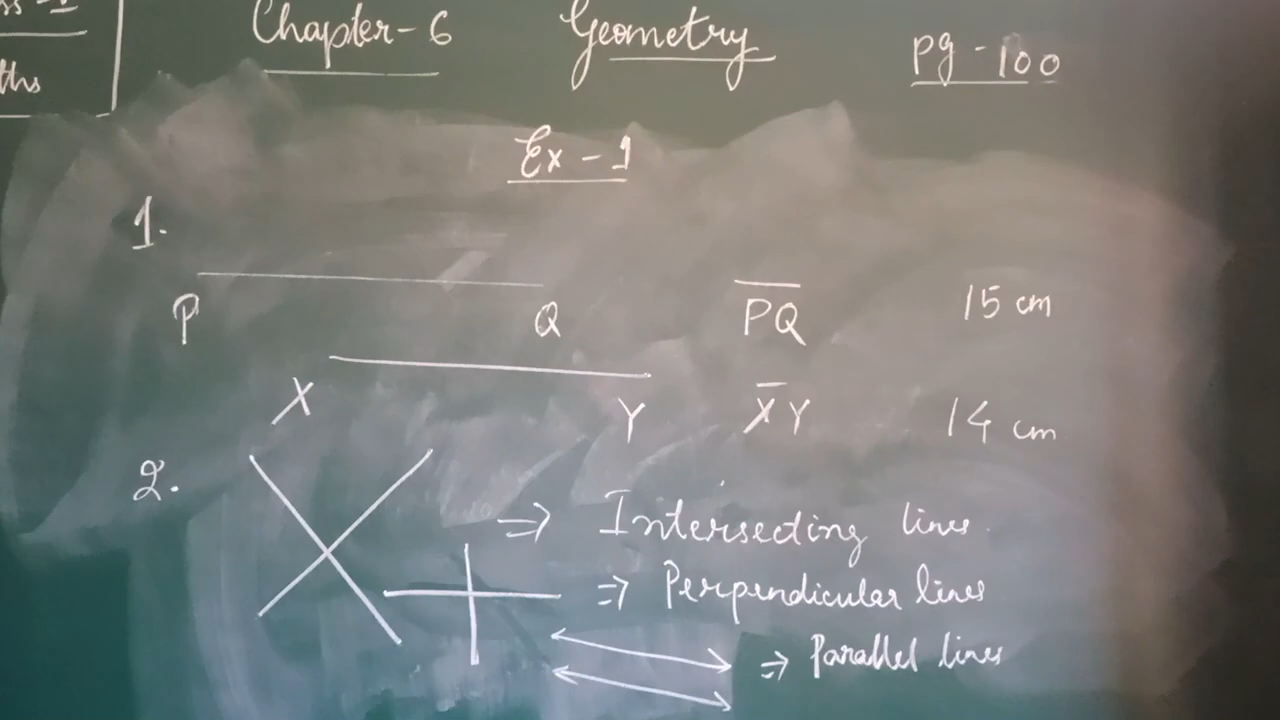 Chapter-6 Geometry pg-100
Ex-1
1.
P Q PQ 15 cm
X Y XY 14 cm
2.
⇒ Intersecting lines
⇒ Perpendicular lines
⇒ Parallel lines